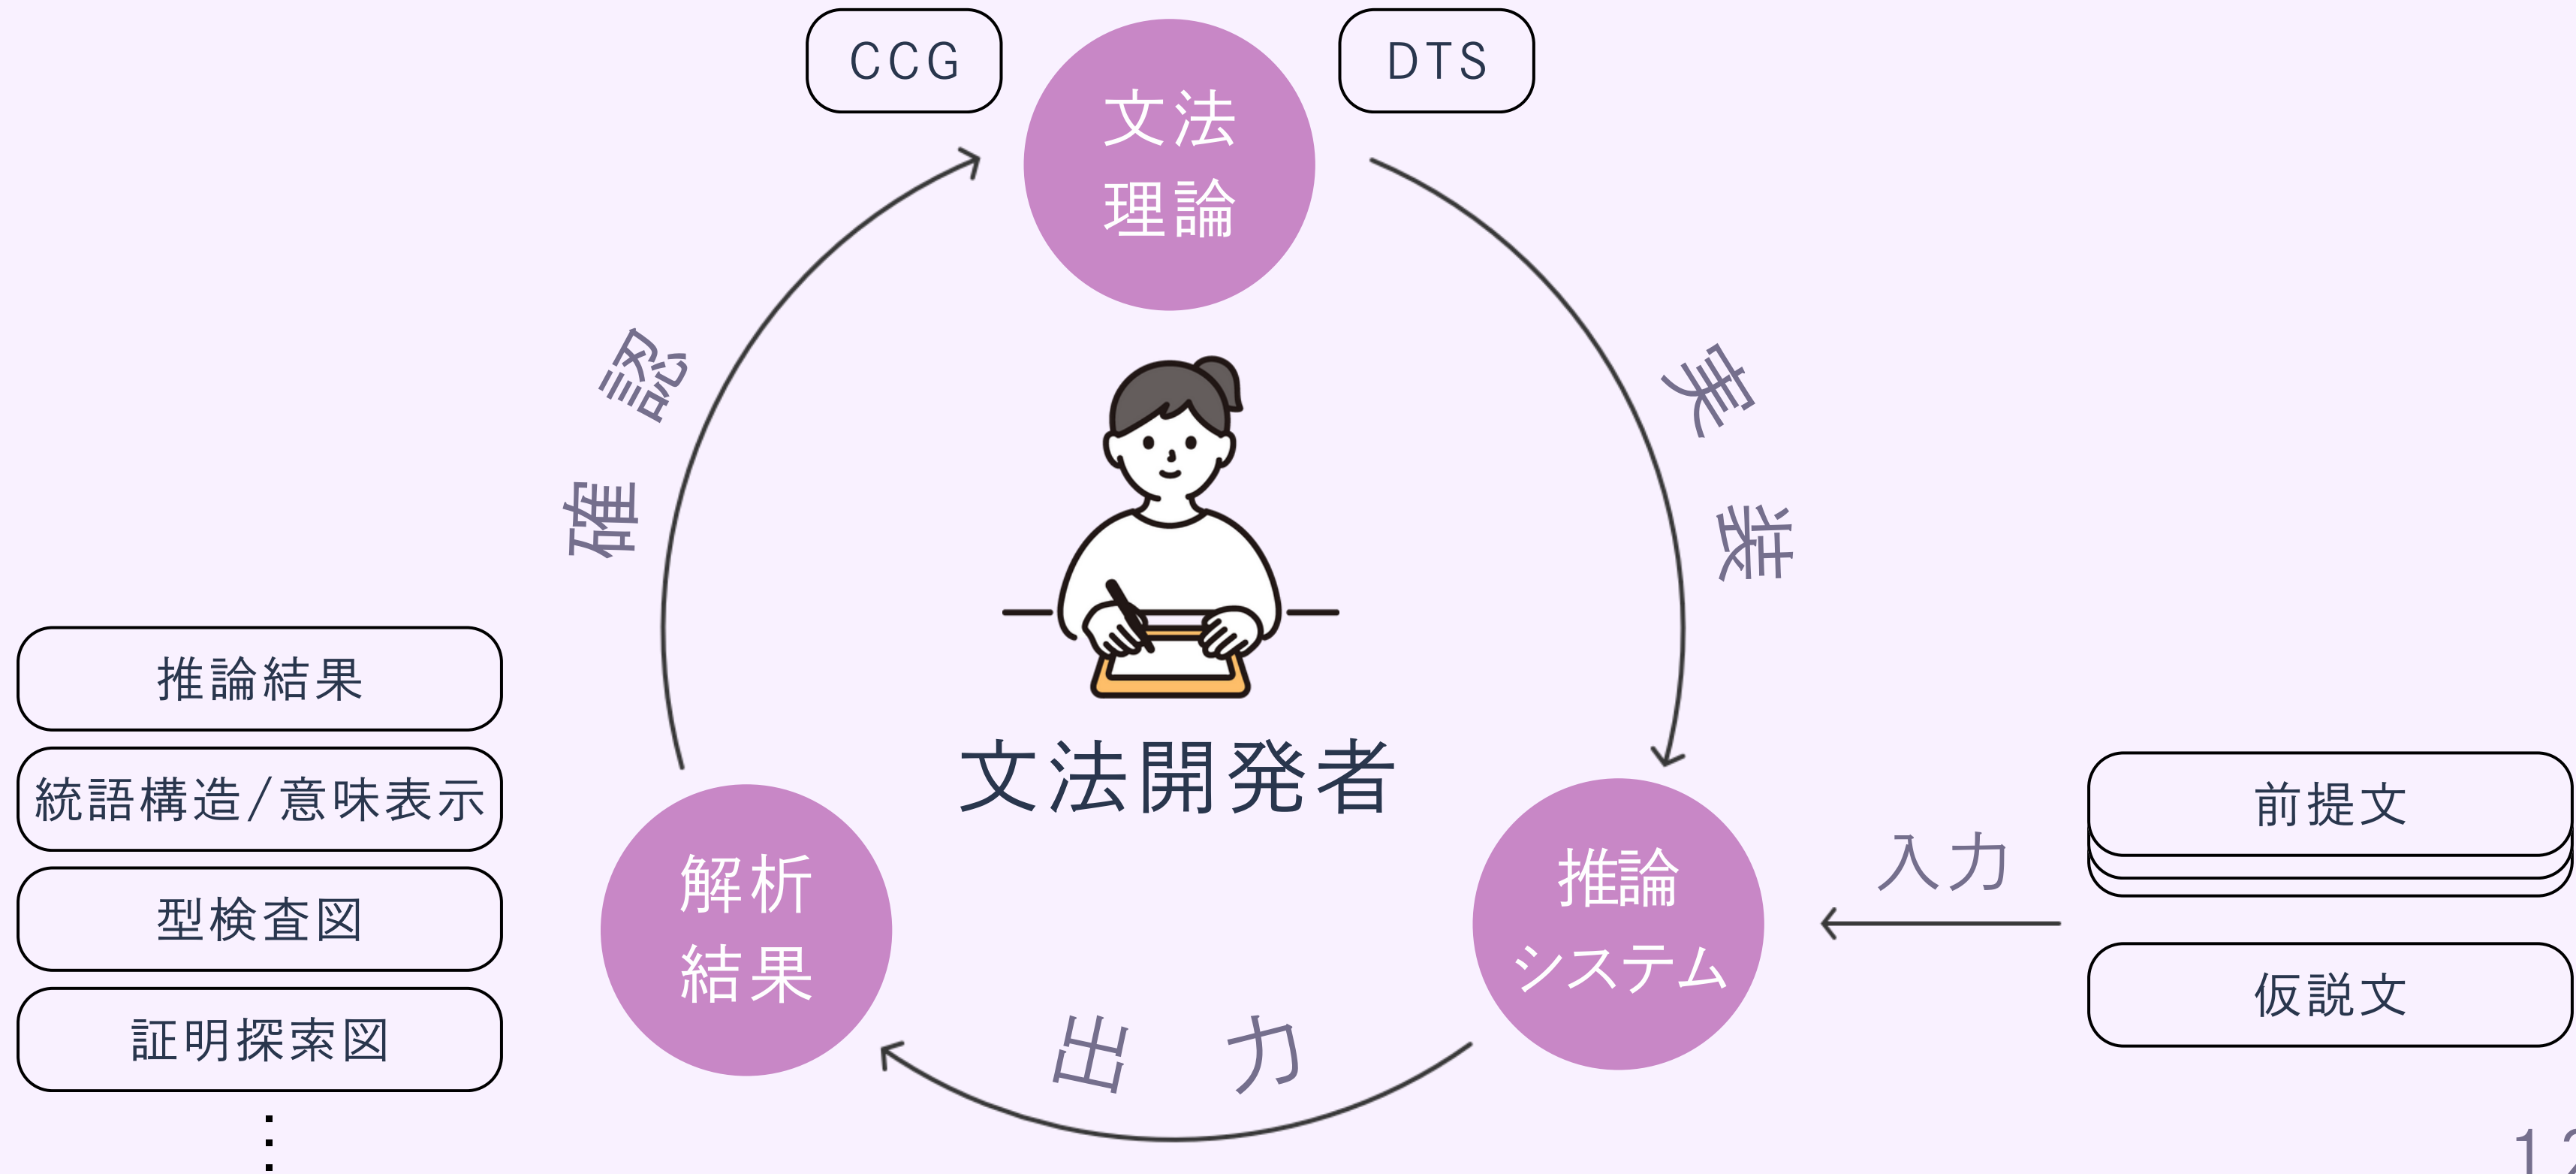 CCG
文法
理論
DTS
確認
実装
文法開発者
推論結果
統語構造/意味表示
型検査図
証明探索図
解析
結果
出力
推論
システム
入力
前提文
仮説文